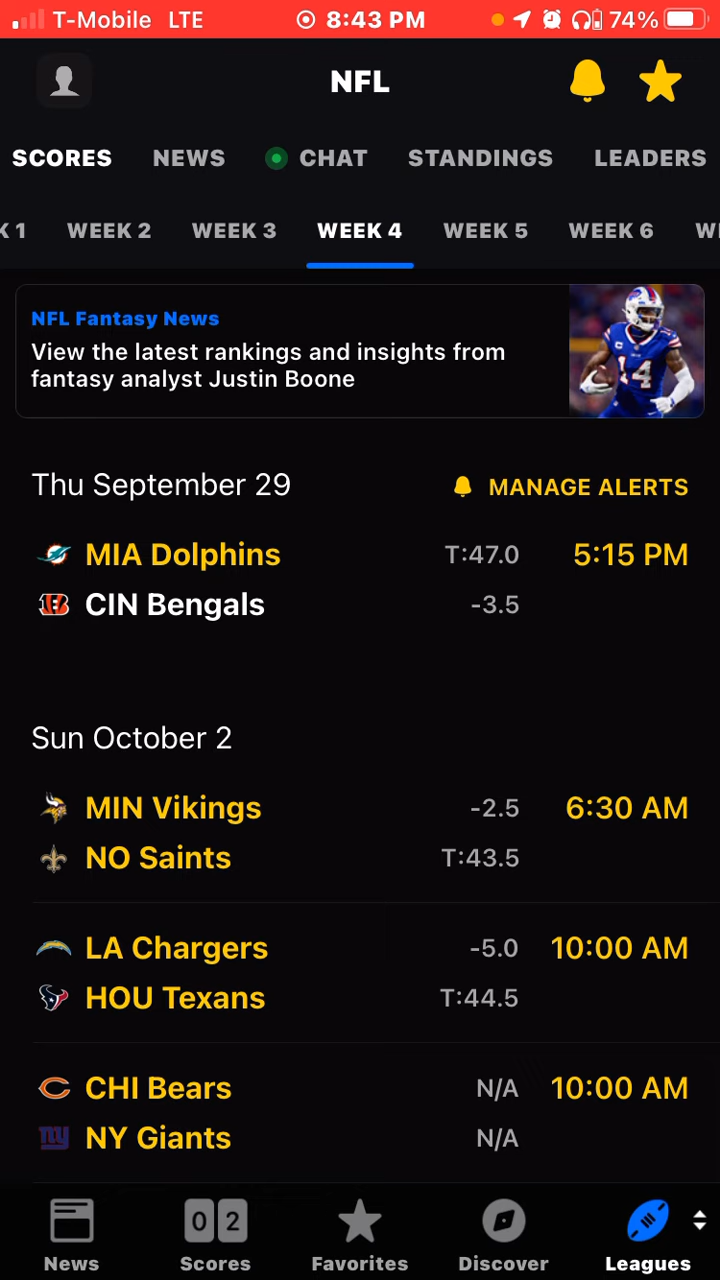 T-Mobile LTE 8:43 PM 74%
NFL
SCORES NEWS CHAT STANDINGS LEADERS
K 1 WEEK 2 WEEK 3 WEEK 4 WEEK 5 WEEK 6 W
NFL Fantasy News
View the latest rankings and insights from
fantasy analyst Justin Boone
14
Thu September 29 MANAGE ALERTS
MIA Dolphins T:47.0 5:15 PM
CIN Bengals -3.5
Sun October 2
MIN Vikings -2.5 6:30 AM
NO Saints T:43.5
LA Chargers -5.0 10:00 AM
HOU Texans T:44.5
CHI Bears N/A 10:00 AM
ny NY Giants N/A
0 2
News Scores Favorites Discover Leagues